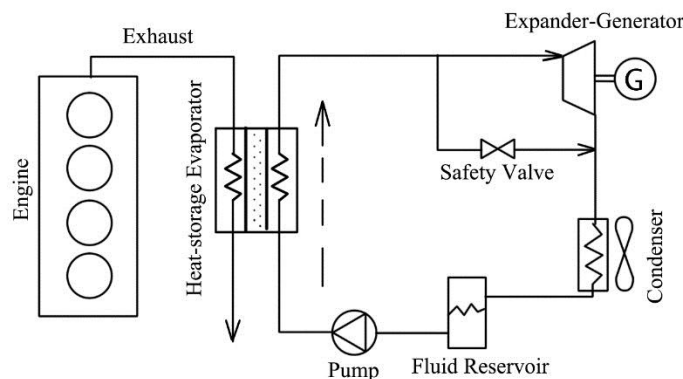 Expander-Generator
Exhaust
G
Engine
Heat-storage Evaporator
Safety Valve
Condenser
Fluid Reservoir
Pump